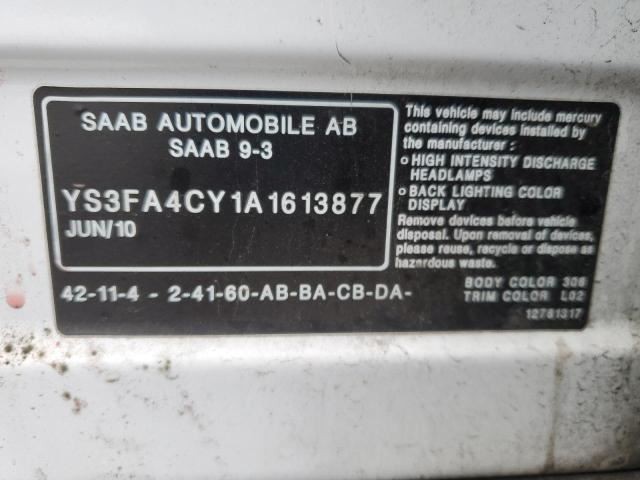 SAAB AUTOMOBILE AB
SAAB 9-3
YS3FA4CY1A1613877
JUN/10
42-11-4 - 2-41-60-AB-BA-CB-DA-
This vehicle may include mercury
containing devices installed by
the manufacturer :
o HIGH INTENSITY DISCHARGE
HEADLAMPS
o BACK LIGHTING COLOR
DISPLAY
Remove devices before vehicle
disposal. Upon removal of devices,
please reuse, recycle or dispose as
hazardous waste.
BODY COLOR 306
TRIM COLOR L02
12781317